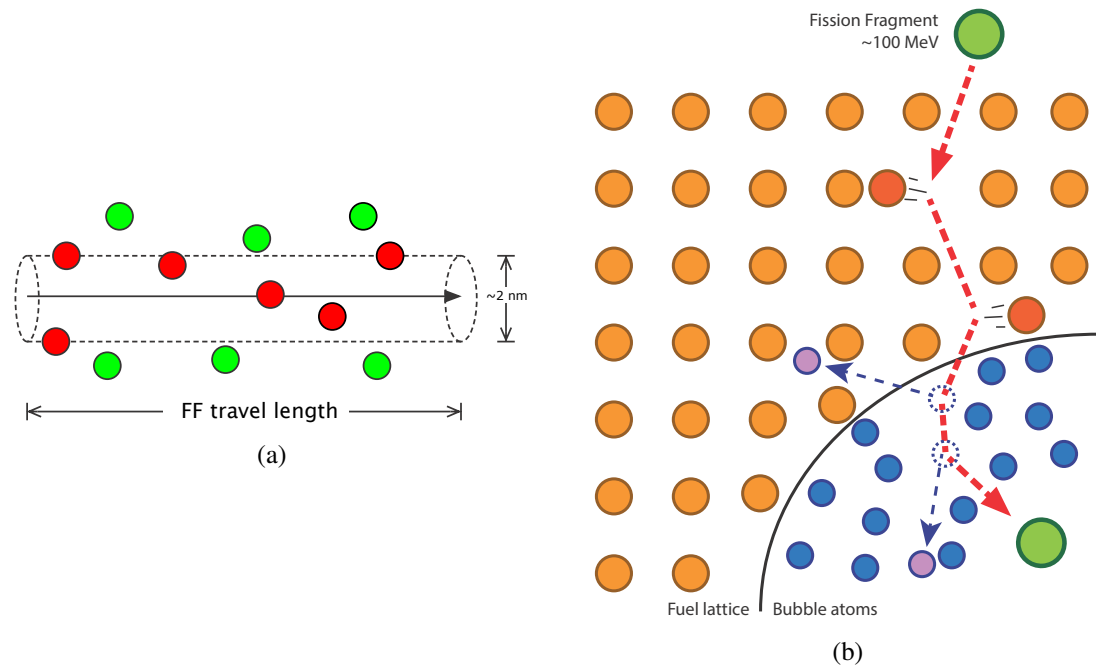 (a)
~2 nm
FF travel length
Fission Fragment
~100 MeV
Fuel lattice
Bubble atoms
(b)